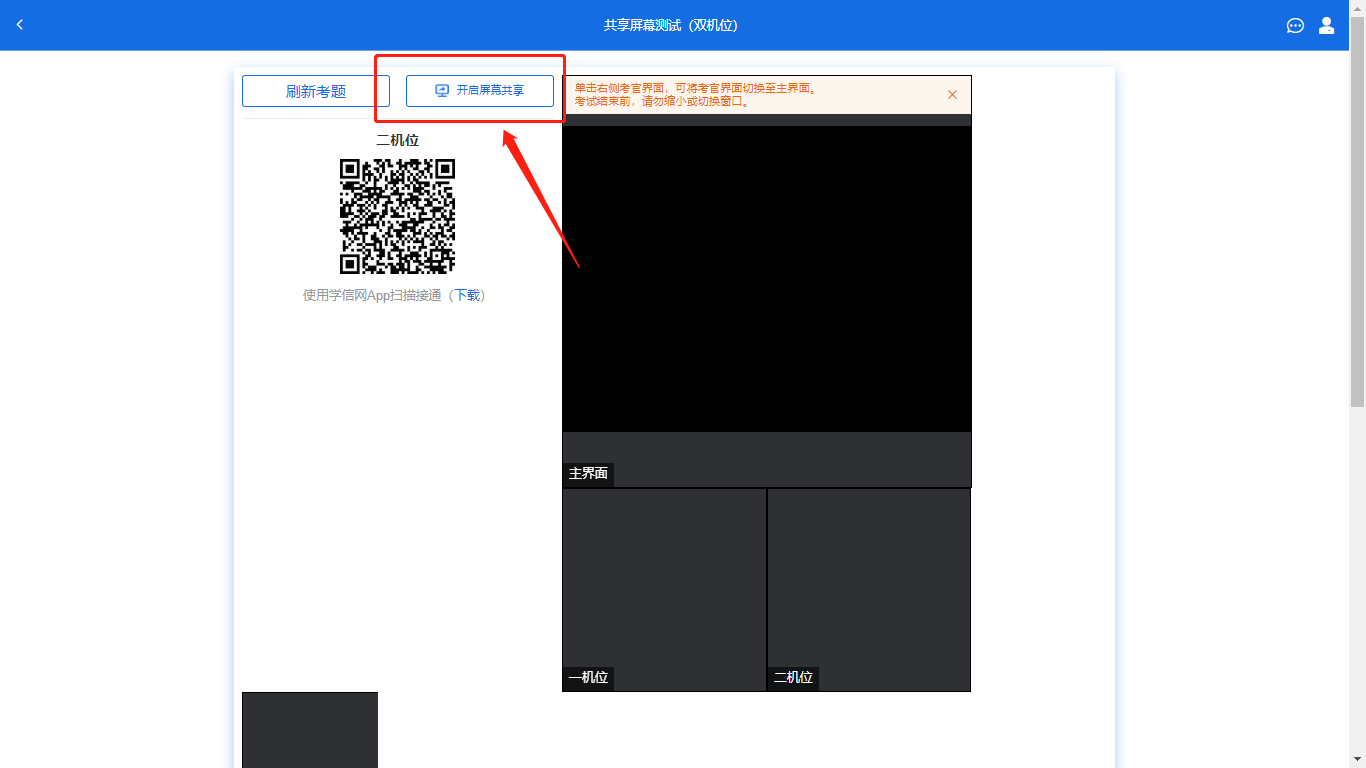 共享屏幕测试（双机位）
刷新考题
开启屏幕共享
二机位
使用学信网App扫描接通（下载）
单击右侧考官界面，可将考官界面切换至主界面。
考试结束前，请勿缩小或切换窗口。
主界面
一机位
二机位